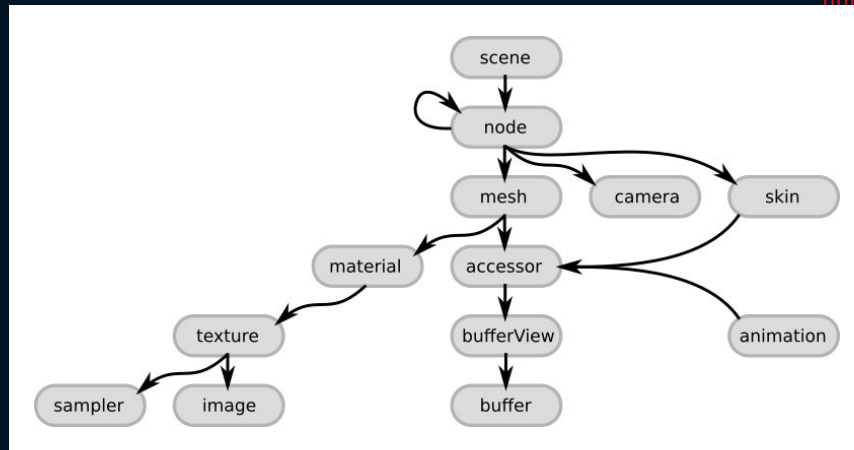 scene
node
mesh
camera
skin
material
accessor
texture
bufferView
animation
sampler
image
buffer